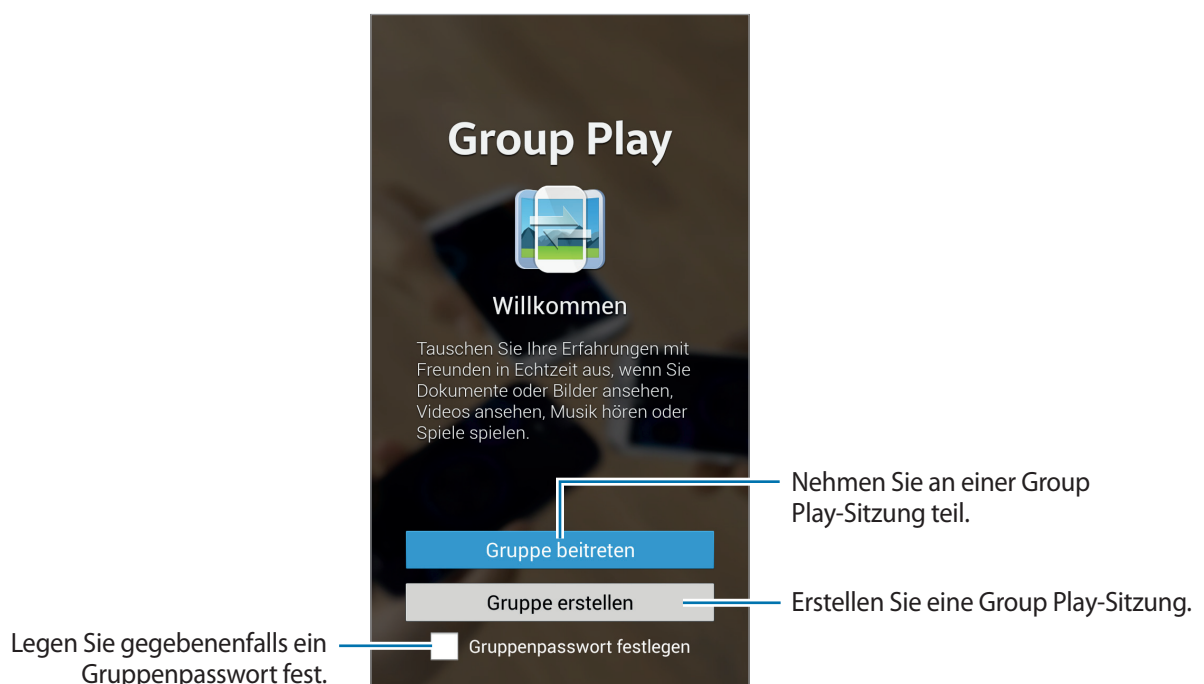 Group Play
Willkommen
Tauschen Sie Ihre Erfahrungen mit
Freunden in Echtzeit aus, wenn Sie
Dokumente oder Bilder ansehen,
Videos ansehen, Musik hören oder
Spiele spielen.
Nehmen Sie an einer Group
Play-Sitzung teil.
Gruppe beitreten
Gruppe erstellen
Erstellen Sie eine Group Play-Sitzung.
Legen Sie gegebenenfalls ein
Gruppenpasswort fest.
Gruppenpasswort festlegen